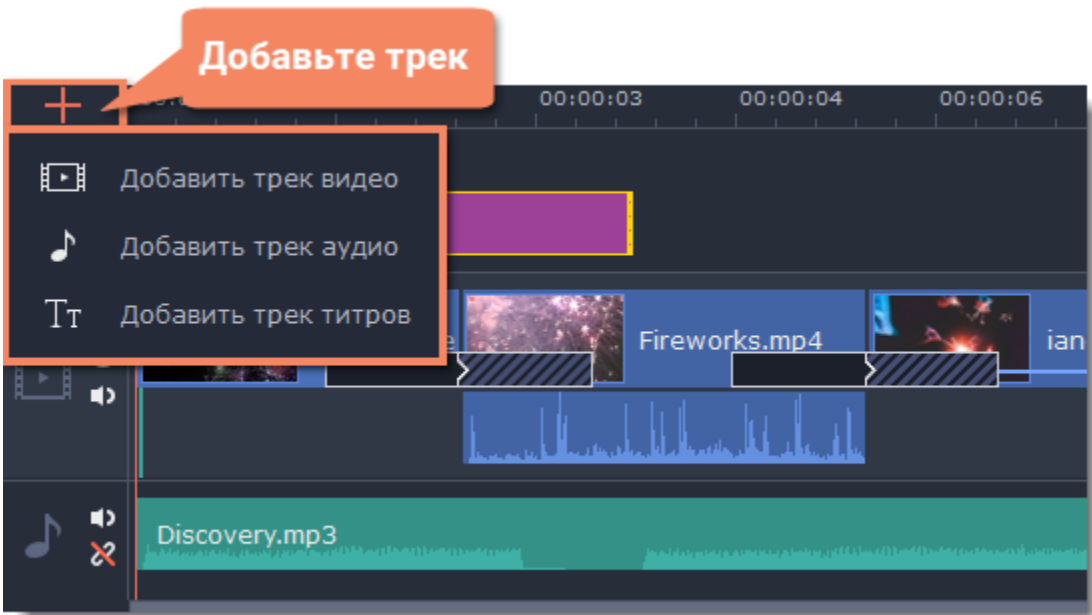 Добавьте трек
00:00:03 00:00:04 00:00:06
Добавить трек видео
Добавить трек аудио
Тт Добавить трек титров
Fireworks.mp4
ian
Discovery.mp3